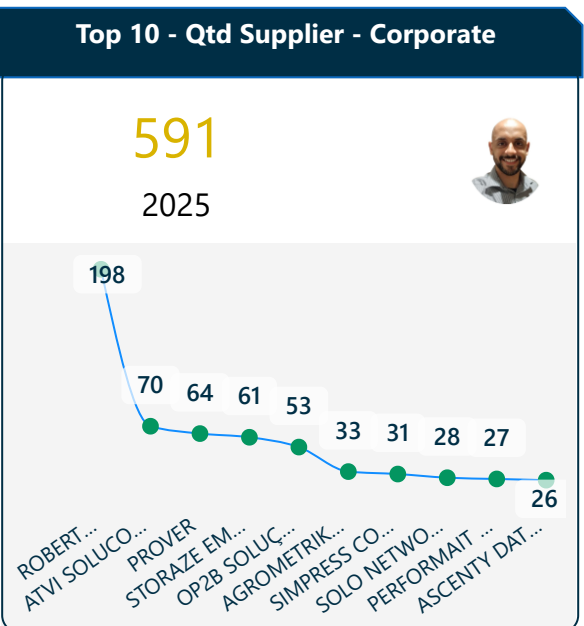 Top 10 - Qtd Supplier - Corporate
591
2025
198
70
64
61
53
33
31
28
27
26
ROBERT...
ATVI SOLUCO...
PROVER
STORAZE EM...
OP2B SOLUÇ...
AGROMETRIK...
SIMPRESS CO...
SOLO NETWO...
PERFORMAIT ...
ASCENTY DAT...